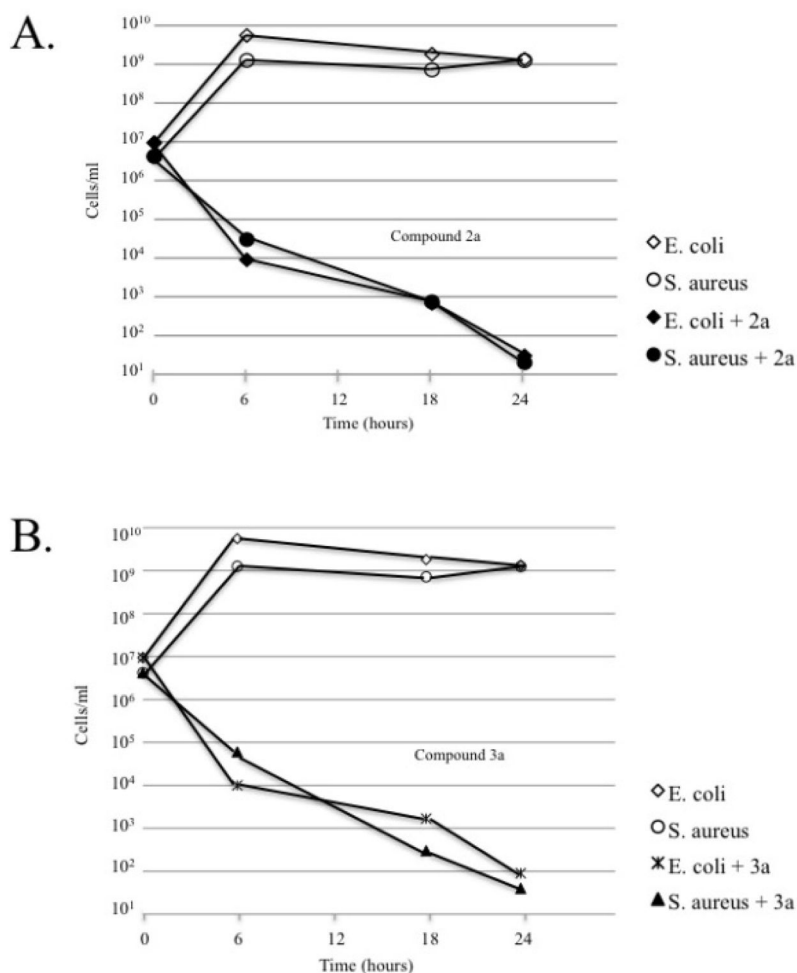 A.
10¹⁰
10⁹
10⁸
10⁷
10⁶
10⁵
10⁴
10³
10²
10¹
Cells/ml
Compound 2a
0 6 12 18 24
Time (hours)
E. coli
S. aureus
E. coli + 2a
S. aureus + 2a
B.
10¹⁰
10⁹
10⁸
10⁷
10⁶
10⁵
10⁴
10³
10²
10¹
Cells/ml
Compound 3a
0 6 12 18 24
Time (hours)
E. coli
S. aureus
E. coli + 3a
S. aureus + 3a